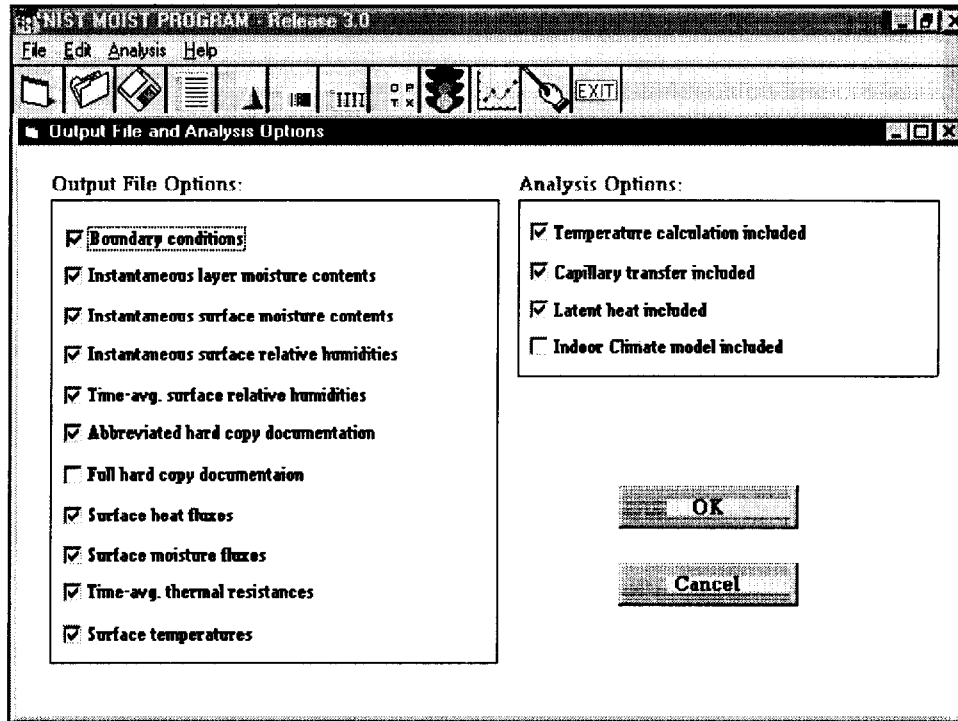 NIST MOIST PROGRAM - Release 3.0
File Edit Analysis Help
O P
T X
EXIT
Output File and Analysis Options
Output File Options:
Boundary conditions
Instantaneous layer moisture contents
Instantaneous surface moisture contents
Instantaneous surface relative humidities
Time-avg. surface relative humidities
Abbreviated hard copy documentation
Full hard copy documentaion
Surface heat fluxes
Surface moisture fluxes
Time-avg. thermal resistances
Surface temperatures
Analysis Options:
Temperature calculation included
Capillary transfer included
Latent heat included
Indoor Climate model included
OK
Cancel